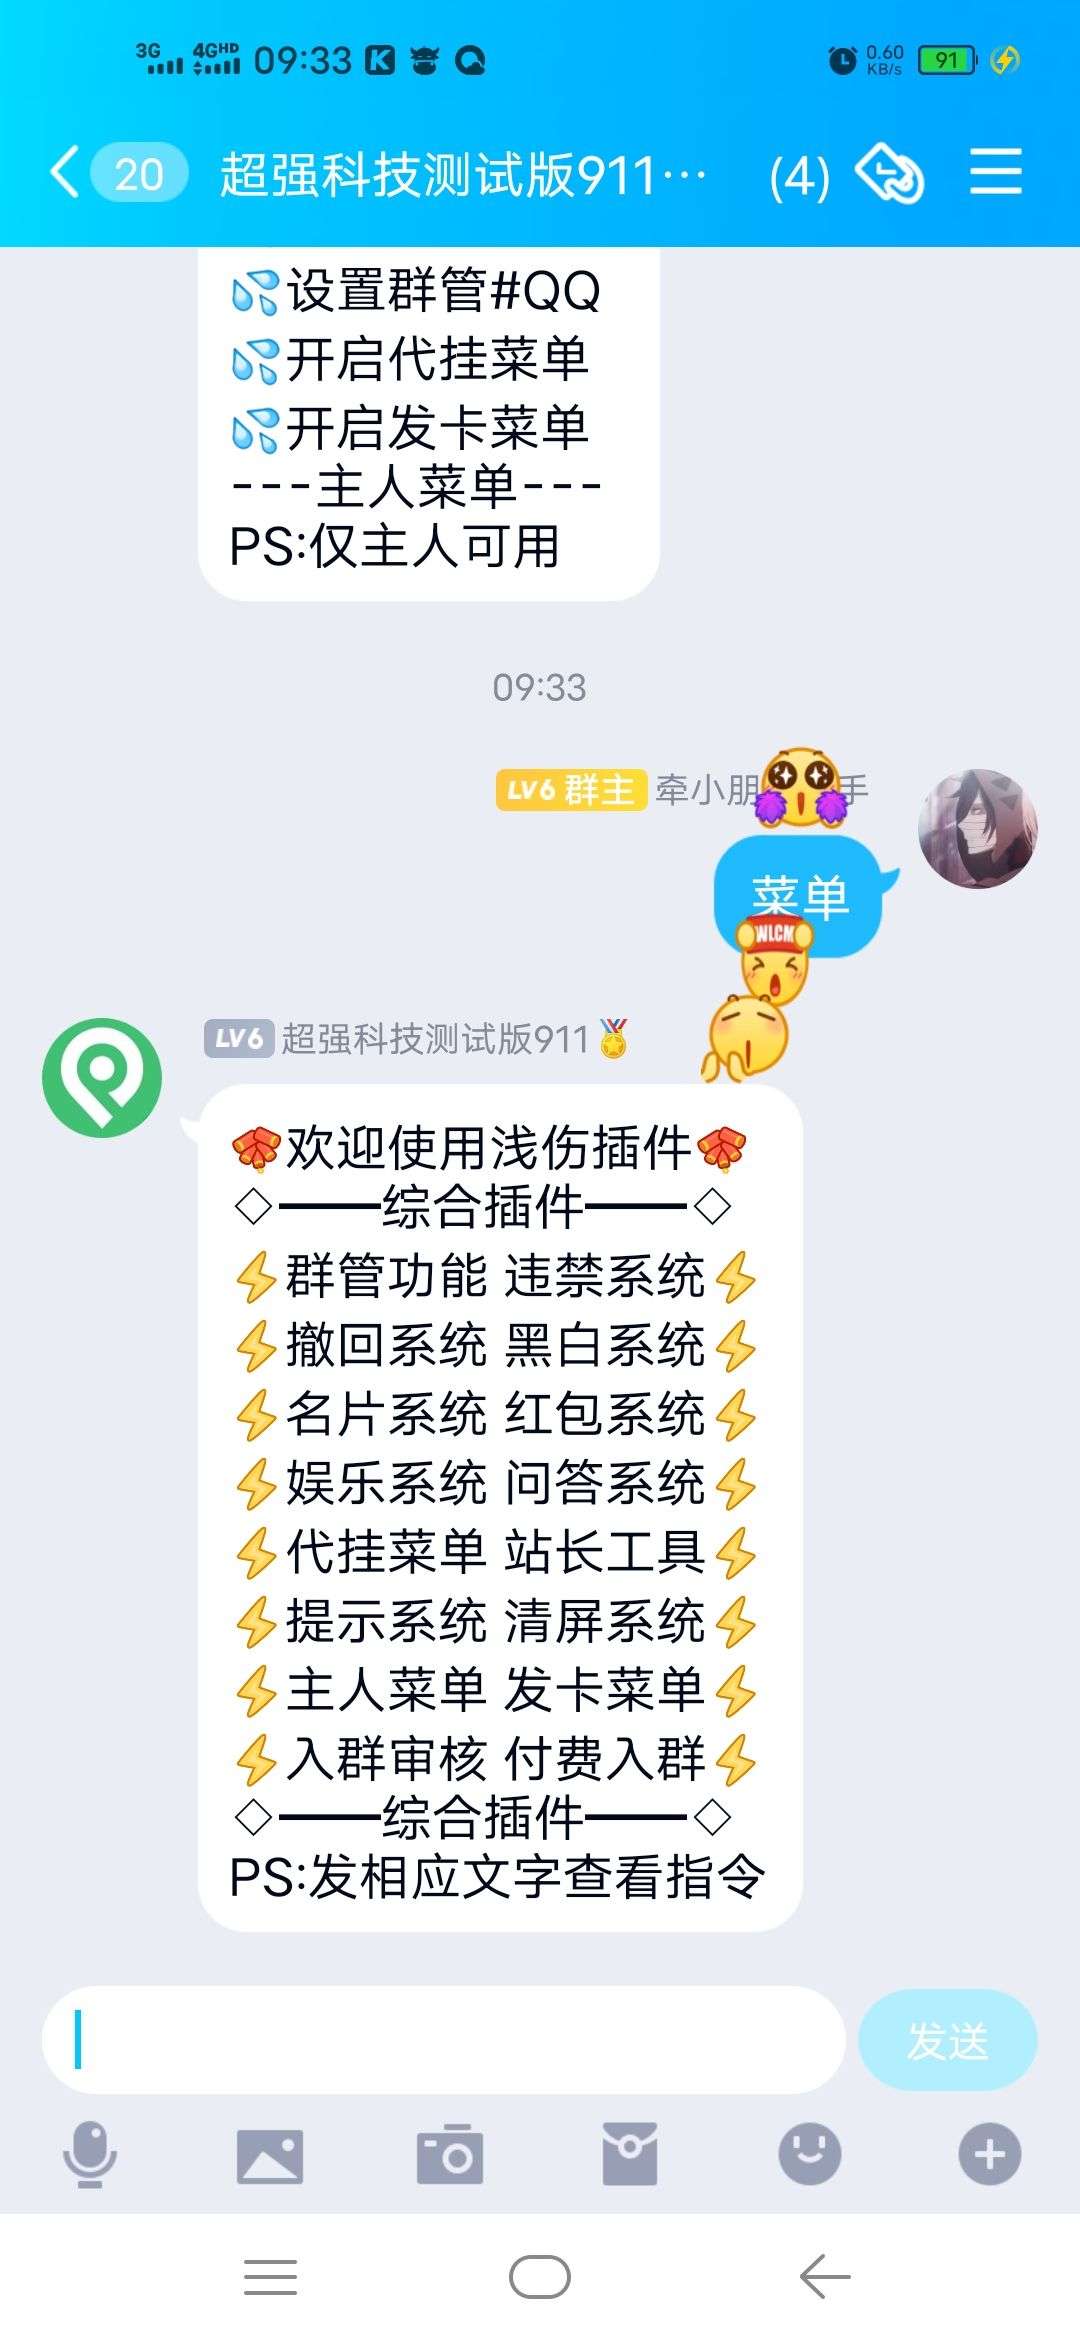 3G 4GHD 09:33 0.60 KB/s 91
20 超强科技测试版911… (4)
💦设置群管#QQ
💦开启代挂菜单
💦开启发卡菜单
---主人菜单---
PS:仅主人可用
09:33
LV6 群主 牵小朋 手
菜单
WLCM
LV6 超强科技测试版911🏅
🧨欢迎使用浅伤插件🧨
◇━━综合插件━━◇
⚡群管功能 违禁系统⚡
⚡撤回系统 黑白系统⚡
⚡名片系统 红包系统⚡
⚡娱乐系统 问答系统⚡
⚡代挂菜单 站长工具⚡
⚡提示系统 清屏系统⚡
⚡主人菜单 发卡菜单⚡
⚡入群审核 付费入群⚡
◇━━综合插件━━◇
PS:发相应文字查看指令
发送